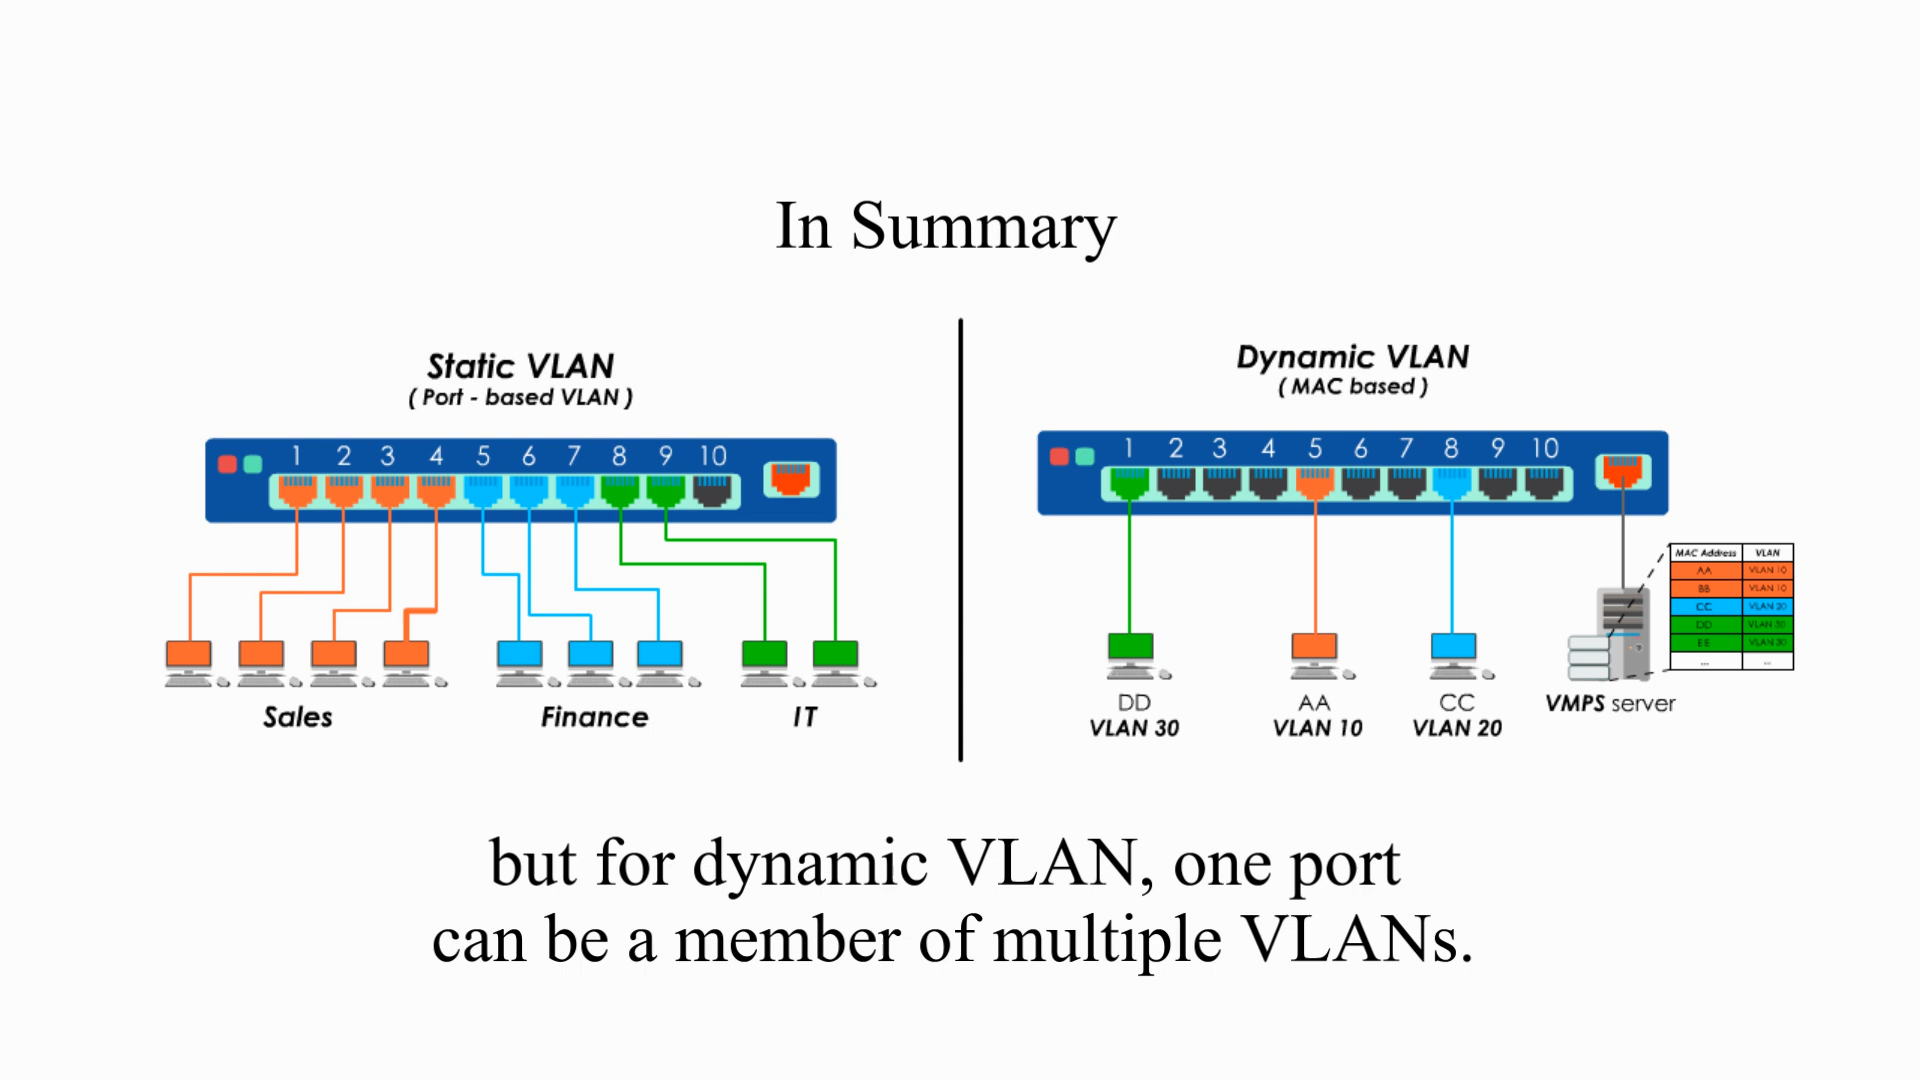 In Summary
Static VLAN
( Port - based VLAN )
1 2 3 4 5 6 7 8 9 10
Sales
Finance
IT
Dynamic VLAN
( MAC based )
1 2 3 4 5 6 7 8 9 10
DD
VLAN 30
AA
VLAN 10
CC
VLAN 20
VMPS server
MAC Address VLAN
AA VLAN 10
BB VLAN 10
CC VLAN 20
DD VLAN 30
EE VLAN 30
... ...
but for dynamic VLAN, one port
can be a member of multiple VLANs.